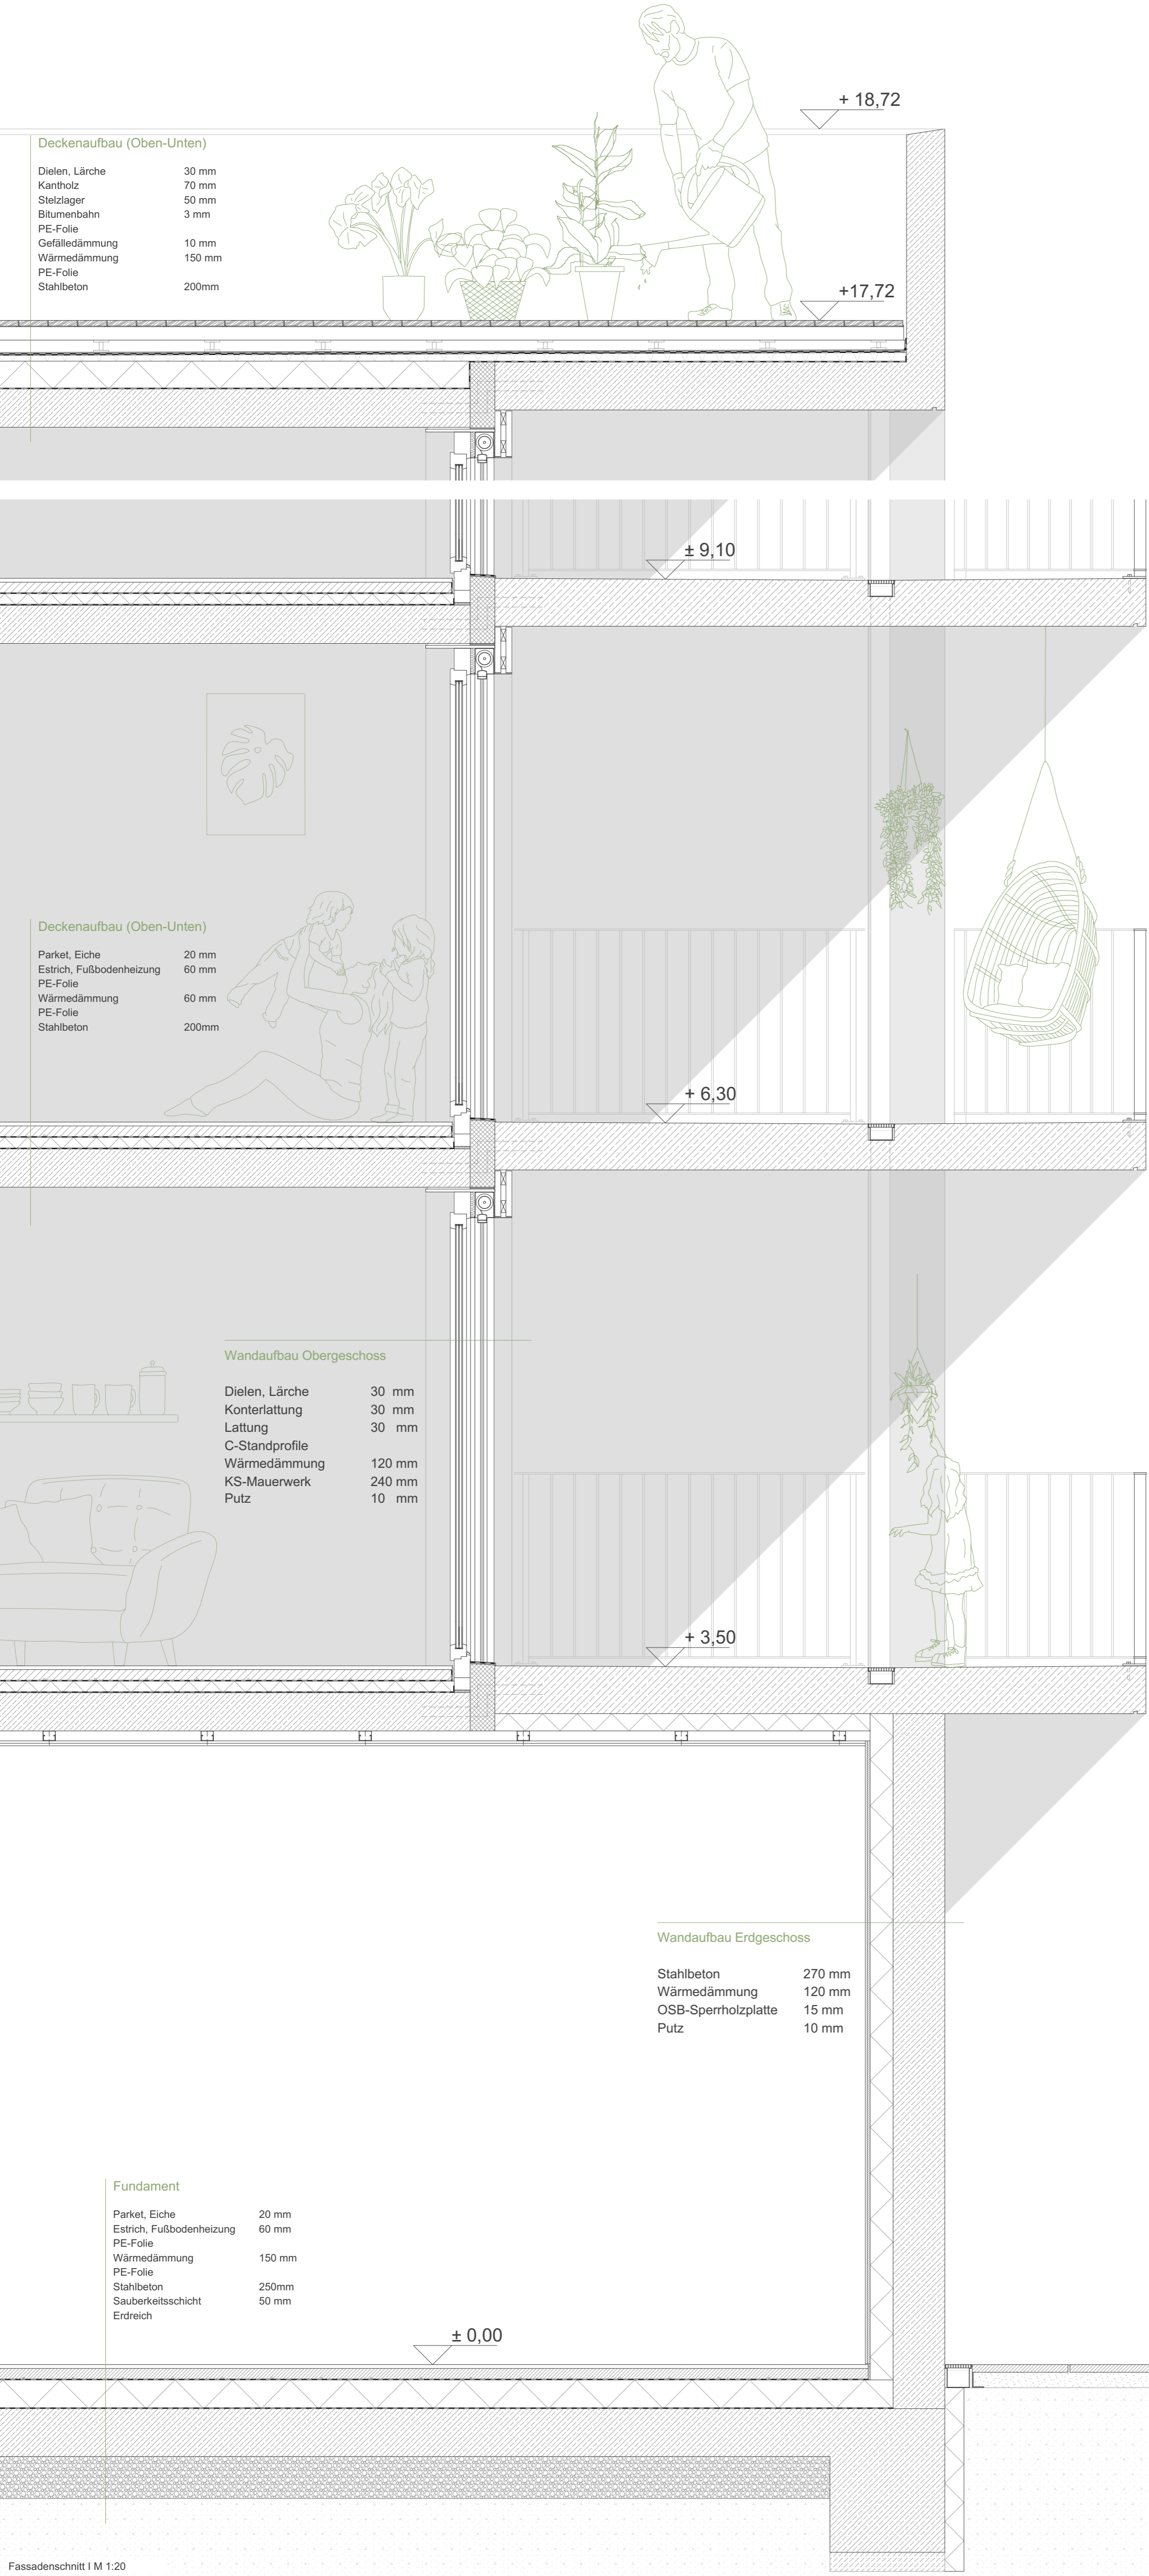 + 18,72
Deckenaufbau (Oben-Unten)
Dielen, Lärche 30 mm
Kantholz 70 mm
Stelzlager 50 mm
Bitumenbahn 3 mm
PE-Folie
Gefälledämmung 10 mm
Wärmedämmung 150 mm
PE-Folie
Stahlbeton 200mm
+17,72
± 9,10
Deckenaufbau (Oben-Unten)
Parket, Eiche 20 mm
Estrich, Fußbodenheizung 60 mm
PE-Folie
Wärmedämmung 60 mm
PE-Folie
Stahlbeton 200mm
+ 6,30
Wandaufbau Obergeschoss
Dielen, Lärche 30 mm
Konterlattung 30 mm
Lattung 30 mm
C-Standprofile
Wärmedämmung 120 mm
KS-Mauerwerk 240 mm
Putz 10 mm
+ 3,50
Wandaufbau Erdgeschoss
Stahlbeton 270 mm
Wärmedämmung 120 mm
OSB-Sperrholzplatte 15 mm
Putz 10 mm
Fundament
Parket, Eiche 20 mm
Estrich, Fußbodenheizung 60 mm
PE-Folie
Wärmedämmung 150 mm
PE-Folie
Stahlbeton 250mm
Sauberkeitsschicht 50 mm
Erdreich
± 0,00
Fassadenschnitt I M 1:20